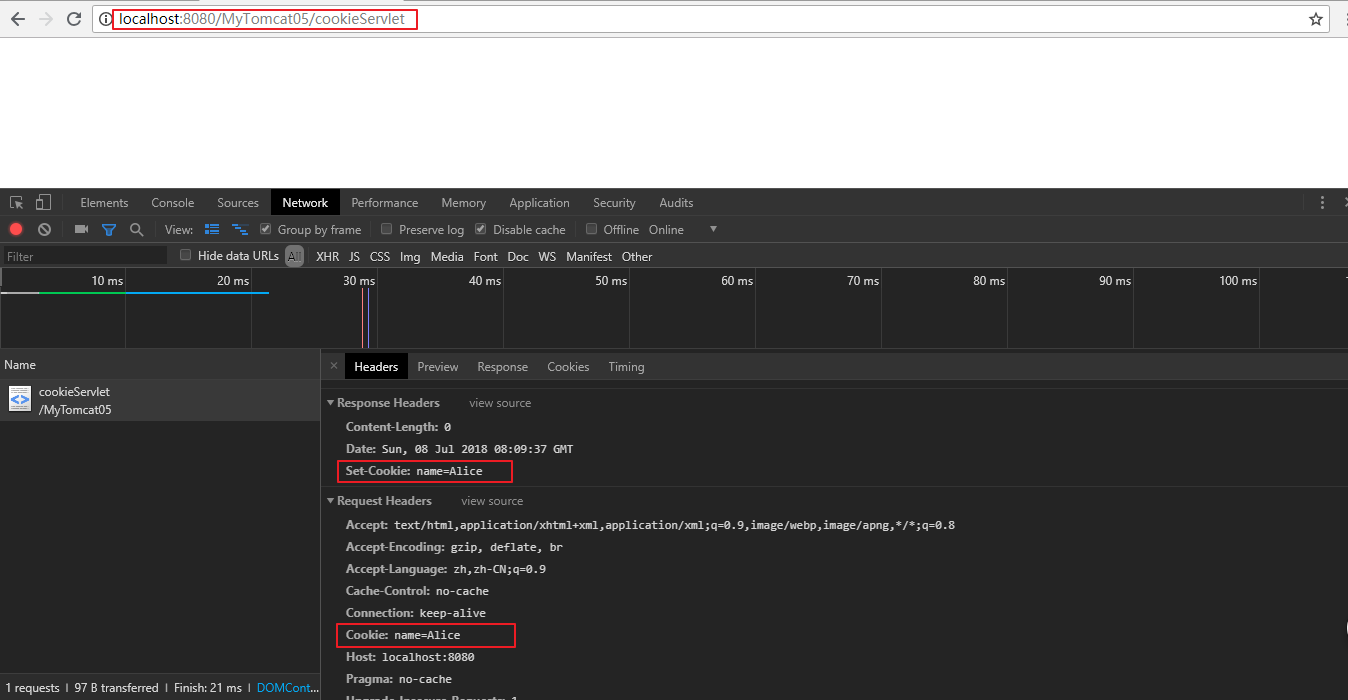 localhost:8080/MyTomcat05/cookieServlet
Elements Console Sources Network Performance Memory Application Security Audits
View: Group by frame Preserve log Disable cache Offline Online
Filter Hide data URLs All XHR JS CSS Img Media Font Doc WS Manifest Other
10 ms 20 ms 30 ms 40 ms 50 ms 60 ms 70 ms 80 ms 90 ms 100 ms
Name
cookieServlet
/MyTomcat05
Headers Preview Response Cookies Timing
Response Headers view source
Content-Length: 0
Date: Sun, 08 Jul 2018 08:09:37 GMT
Set-Cookie: name=Alice
Request Headers view source
Accept: text/html,application/xhtml+xml,application/xml;q=0.9,image/webp,image/apng,*/*;q=0.8
Accept-Encoding: gzip, deflate, br
Accept-Language: zh,zh-CN;q=0.9
Cache-Control: no-cache
Connection: keep-alive
Cookie: name=Alice
Host: localhost:8080
Pragma: no-cache
1 requests | 97 B transferred | Finish: 21 ms | DOMCont...